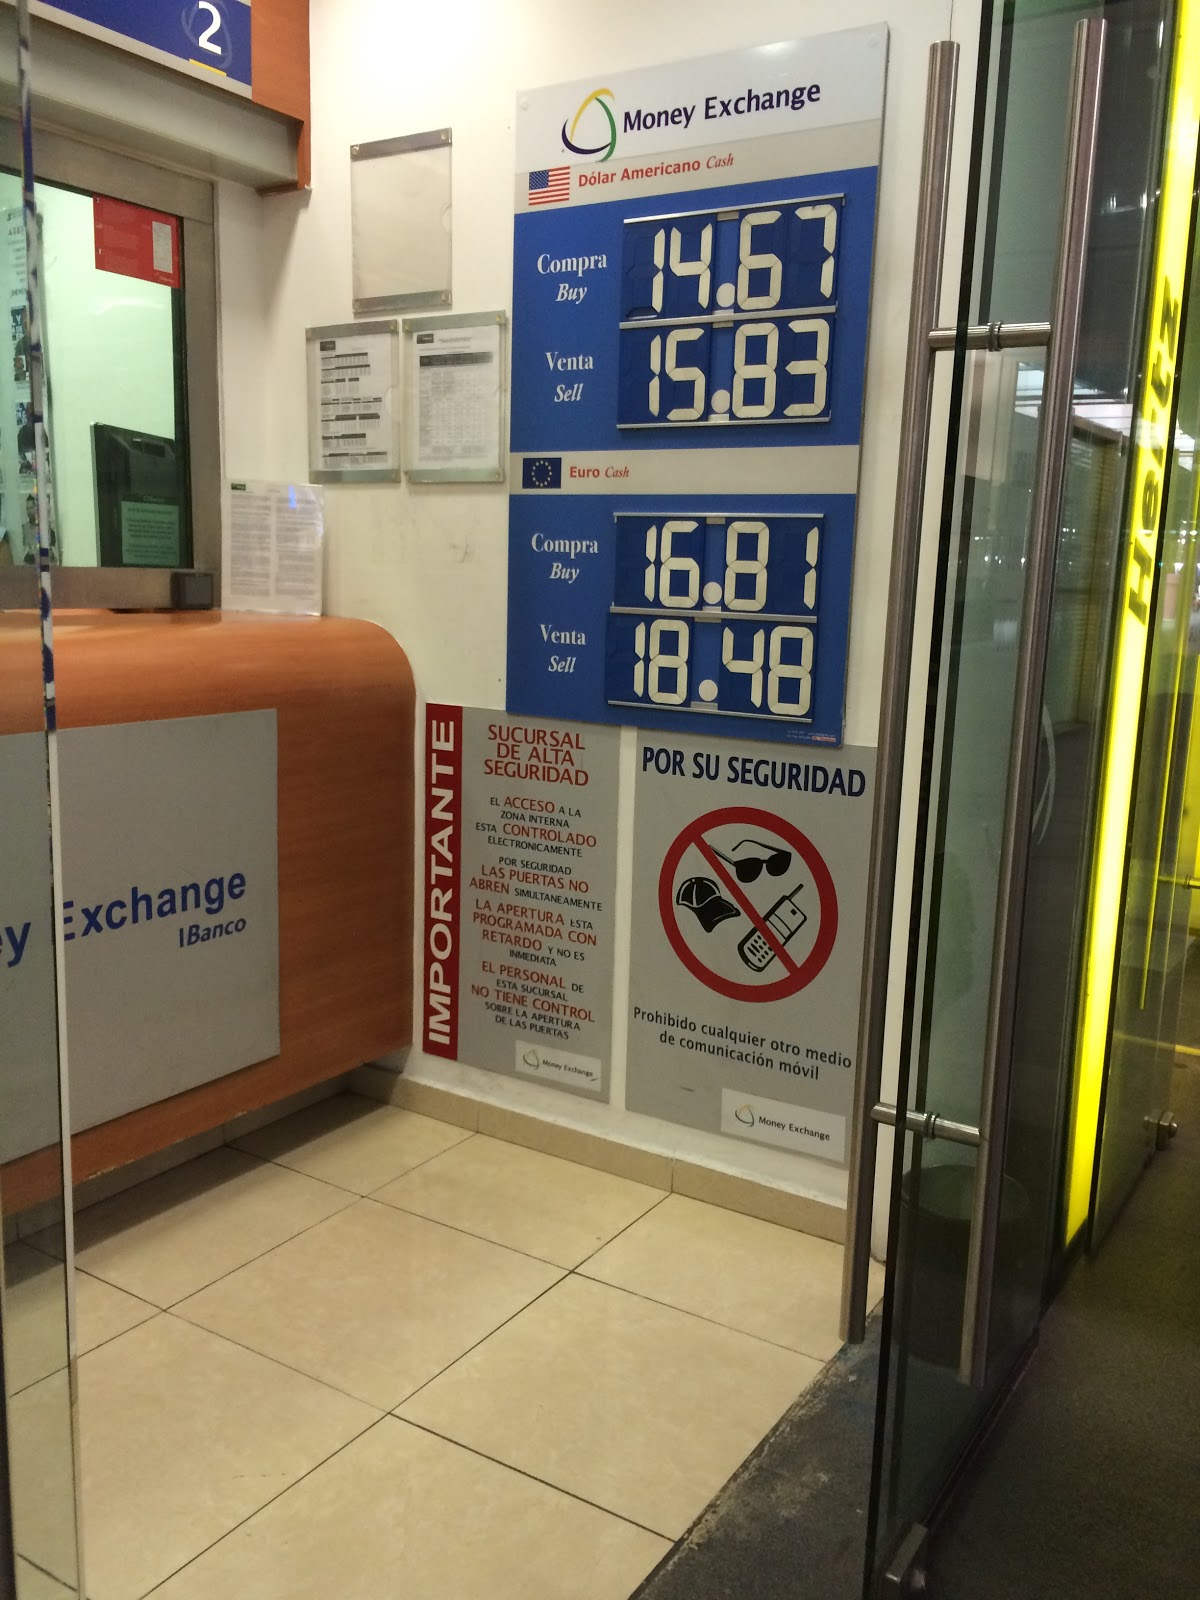 2
Money Exchange
Dólar Americano Cash
Compra
Buy
14.67
Venta
Sell
15.83
Euro Cash
Compra
Buy
16.81
Venta
Sell
18.48
IMPORTANTE
SUCURSAL
DE ALTA
SEGURIDAD
EL ACCESO A LA
ZONA INTERNA
ESTA CONTROLADO
ELECTRONICAMENTE
POR SEGURIDAD
LAS PUERTAS NO
ABREN SIMULTANEAMENTE
LA APERTURA ESTA
PROGRAMADA CON
RETARDO Y NO ES
INMEDIATA
EL PERSONAL DE
ESTA SUCURSAL
NO TIENE CONTROL
SOBRE LA APERTURA
DE LAS PUERTAS
Money Exchange
POR SU SEGURIDAD
Prohibido cualquier otro medio
de comunicación móvil
Money Exchange
ey Exchange
Banco
Hertz